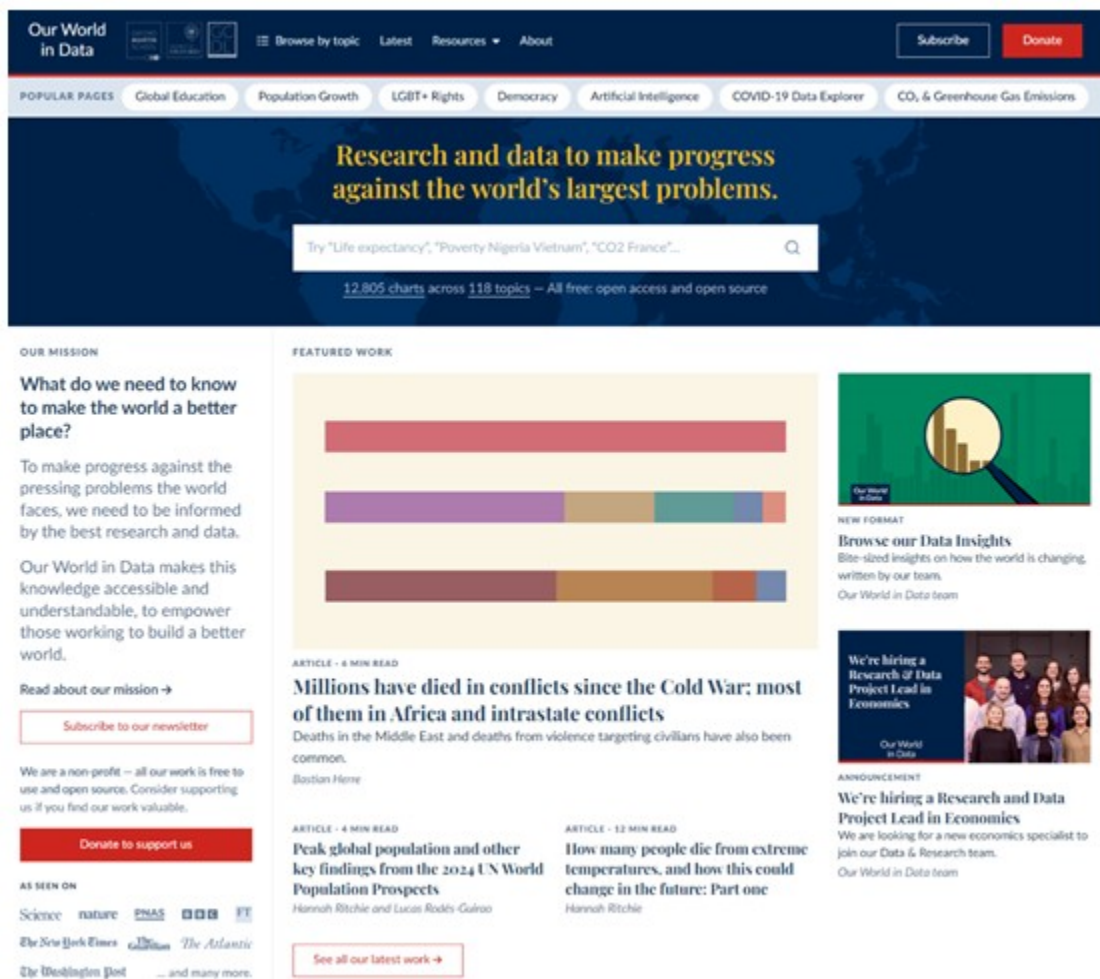 Our World
in Data
Browse by topic Latest Resources About
Subscribe Donate
POPULAR PAGES Global Education Population Growth LGBT+ Rights Democracy Artificial Intelligence COVID-19 Data Explorer CO₂ & Greenhouse Gas Emissions
Research and data to make progress
against the world's largest problems.
Try "Life expectancy", "Poverty Nigeria Vietnam", "CO2 France"...
12,805 charts across 118 topics — All free: open access and open source
OUR MISSION
What do we need to know
to make the world a better
place?
To make progress against the
pressing problems the world
faces, we need to be informed
by the best research and data.
Our World in Data makes this
knowledge accessible and
understandable, to empower
those working to build a better
world.
Read about our mission →
Subscribe to our newsletter
We are a non-profit — all our work is free to
use and open source. Consider supporting
us if you find our work valuable.
Donate to support us
AS SEEN ON
Science nature PNAS BBC FT
The New York Times The Guardian The Atlantic
The Washington Post ... and many more.
FEATURED WORK
ARTICLE - 6 MIN READ
Millions have died in conflicts since the Cold War; most
of them in Africa and intrastate conflicts
Deaths in the Middle East and deaths from violence targeting civilians have also been
common.
Bastian Herre
ARTICLE - 4 MIN READ
Peak global population and other
key findings from the 2024 UN World
Population Prospects
Hannah Ritchie and Lucas Rodés-Guirao
ARTICLE - 12 MIN READ
How many people die from extreme
temperatures, and how this could
change in the future: Part one
Hannah Ritchie
See all our latest work →
Our World
in Data
NEW FORMAT
Browse our Data Insights
Bite-sized insights on how the world is changing,
written by our team.
Our World in Data team
We're hiring a
Research & Data
Project Lead in
Economics
Our World
in Data
ANNOUNCEMENT
We're hiring a Research and Data
Project Lead in Economics
We are looking for a new economics specialist to
join our Data & Research team.
Our World in Data team